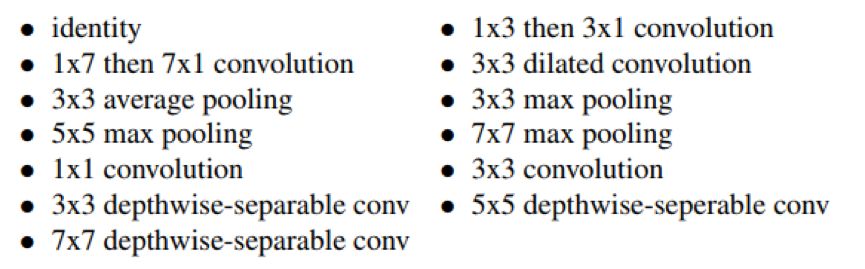 • identity
• 1x7 then 7x1 convolution
• 3x3 average pooling
• 5x5 max pooling
• 1x1 convolution
• 3x3 depthwise-separable conv
• 7x7 depthwise-separable conv
• 1x3 then 3x1 convolution
• 3x3 dilated convolution
• 3x3 max pooling
• 7x7 max pooling
• 3x3 convolution
• 5x5 depthwise-seperable conv